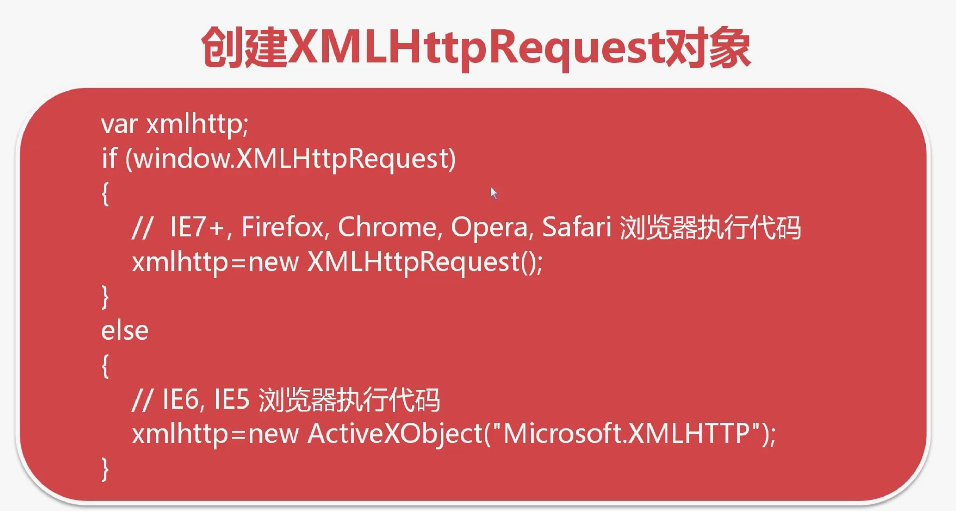 创建XMLHttpRequest对象
var xmlhttp;
if (window.XMLHttpRequest)
{
//  IE7+, Firefox, Chrome, Opera, Safari 浏览器执行代码
xmlhttp=new XMLHttpRequest();
}
else
{
// IE6, IE5 浏览器执行代码
xmlhttp=new ActiveXObject("Microsoft.XMLHTTP");
}